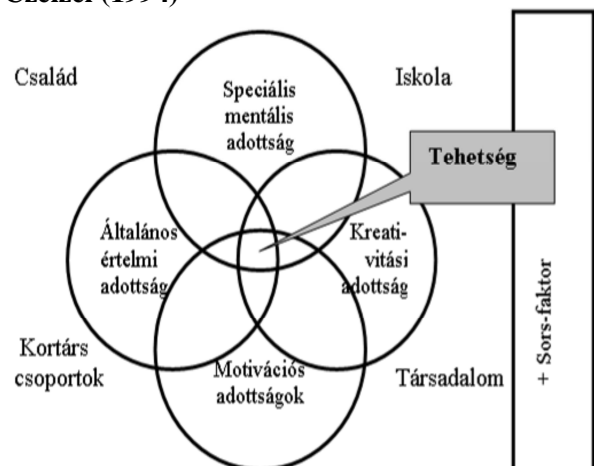 Czeizel (1994)
Család
Iskola
Speciális
mentális
adottság
Tehetség
Általános
értelmi
adottság
Kreati-
vitási
adottság
Kortárs
csoportok
Motivációs
adottságok
Társadalom
+ Sors-faktor